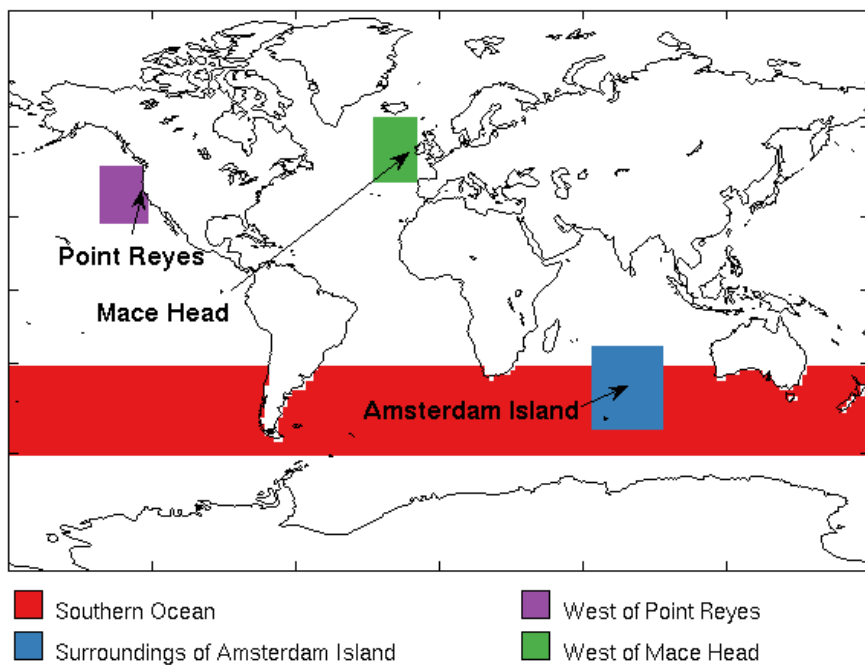 Point Reyes
Mace Head
Amsterdam Island
Southern Ocean
West of Point Reyes
Surroundings of Amsterdam Island
West of Mace Head